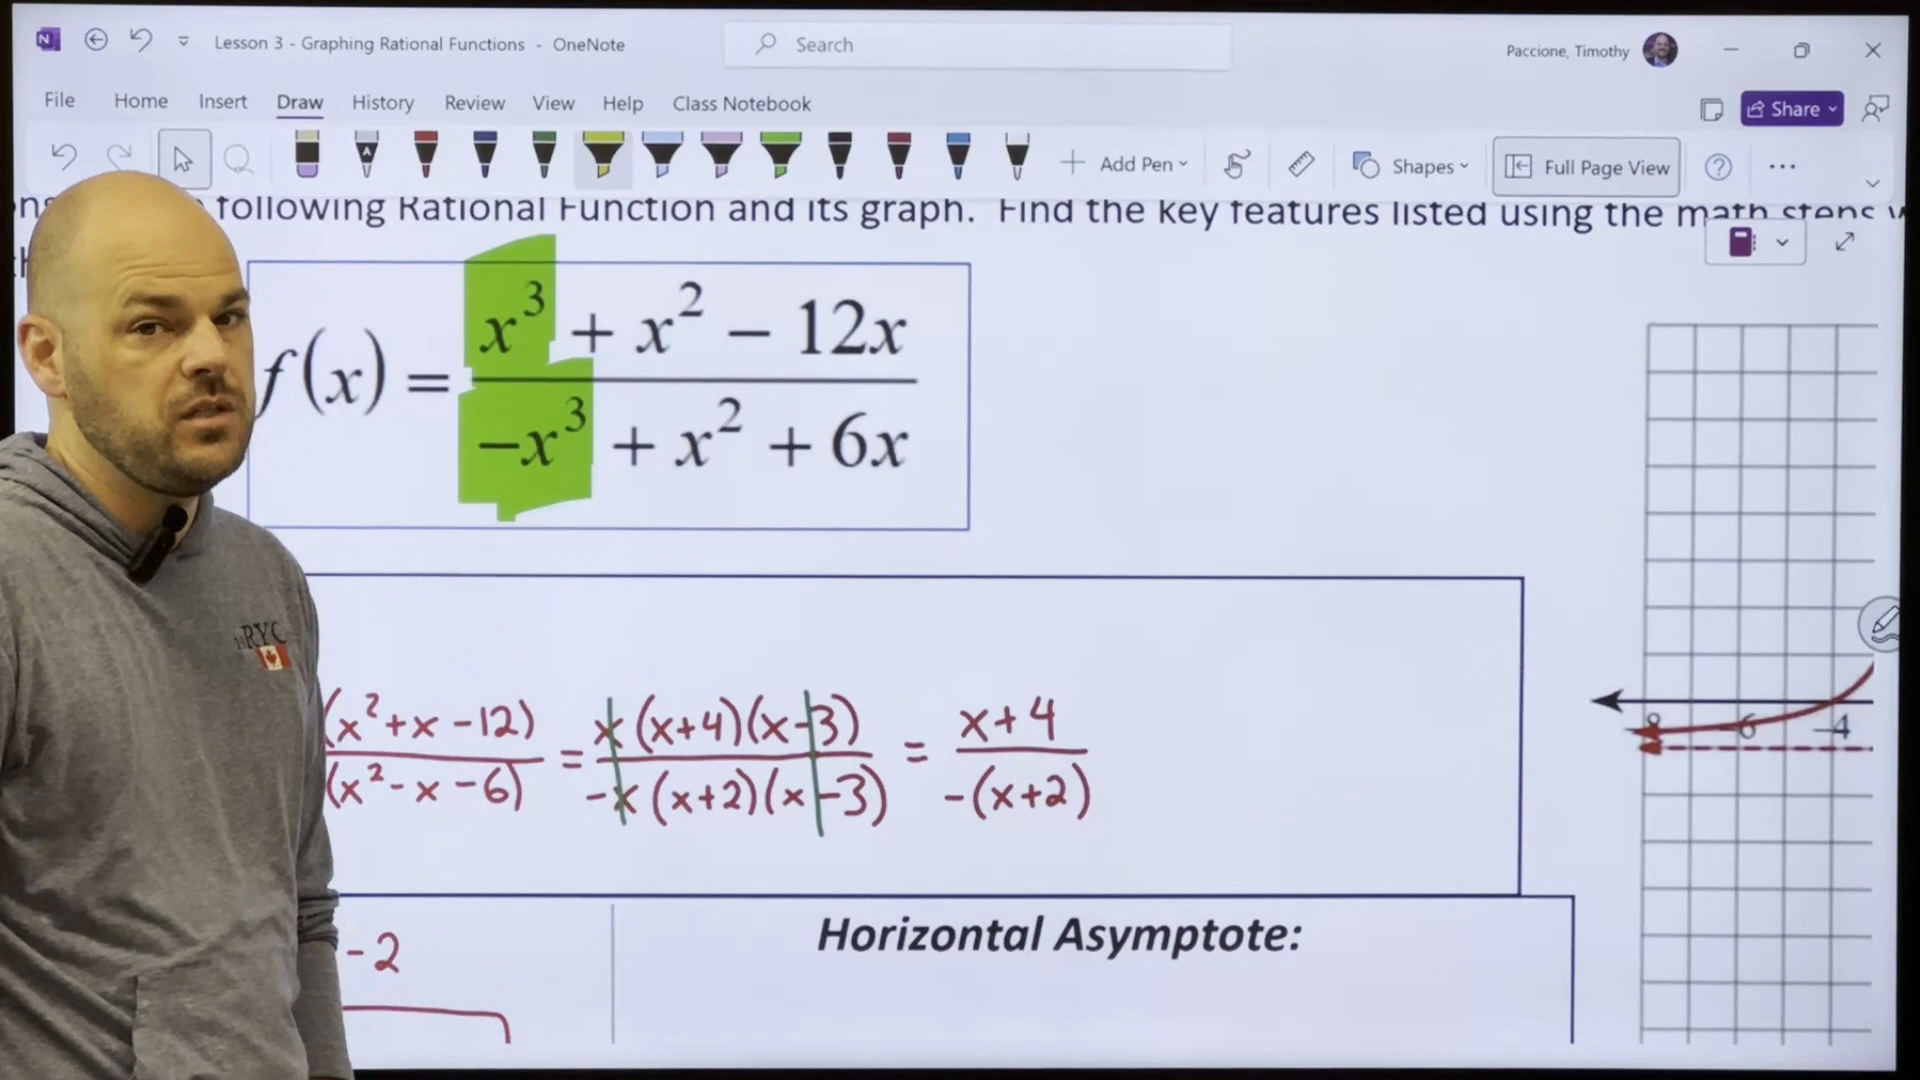 Lesson 3 - Graphing Rational Functions - OneNote
Search
Paccione, Timothy
File Home Insert Draw History Review View Help Class Notebook
Share
Add Pen
Shapes
Full Page View
following Rational Function and its graph. Find the key features listed using the math steps
f(x) = (x³ + x² − 12x) / (−x³ + x² + 6x)
(x²+x−12) / (x²−x−6) = x(x+4)(x−3) / −x(x+2)(x−3) = x+4 / −(x+2)
8 6 −4
−2
Horizontal Asymptote: